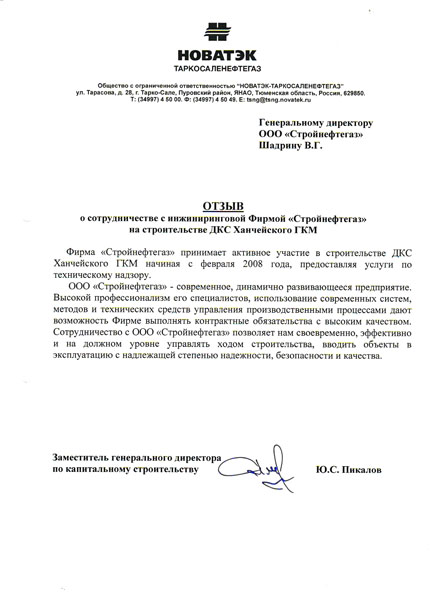 НОВАТЭК
ТАРКОСАЛЕНЕФТЕГАЗ
Общество с ограниченной ответственностью "НОВАТЭК-ТАРКОСАЛЕНЕФТЕГАЗ"
ул. Тарасова, д. 28, г. Тарко-Сале, Пуровский район, ЯНАО, Тюменская область, Россия, 629850.
Т: (34997) 4 50 00. Ф: (34997) 4 50 49. E: tsng@tsng.novatek.ru
Генеральному директору
ООО «Стройнефтегаз»
Шадрину В.Г.
ОТЗЫВ
о сотрудничестве с инжиниринговой Фирмой «Стройнефтегаз»
на строительстве ДКС Ханчейского ГКМ
Фирма «Стройнефтегаз» принимает активное участие в строительстве ДКС
Ханчейского ГКМ начиная с февраля 2008 года, предоставляя услуги по
техническому надзору.
ООО «Стройнефтегаз» - современное, динамично развивающееся предприятие.
Высокой профессионализм его специалистов, использование современных систем,
методов и технических средств управления производственными процессами дают
возможность Фирме выполнять контрактные обязательства с высоким качеством.
Сотрудничество с ООО «Стройнефтегаз» позволяет нам своевременно, эффективно
и на должном уровне управлять ходом строительства, вводить объекты в
эксплуатацию с надлежащей степенью надежности, безопасности и качества.
Заместитель генерального директора
по капитальному строительству Ю.С. Пикалов